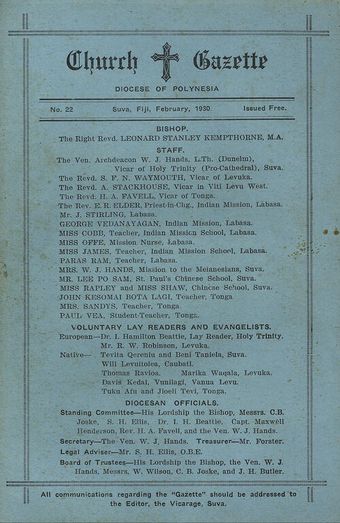 Church Gazette
DIOCESE OF POLYNESIA
No. 22 Suva, Fiji, February, 1930 Issued Free.
BISHOP.
The Right Revd. LEONARD STANLEY KEMPTHORNE, M.A.
STAFF.
The Ven. Archdeacon W. J. Hands, L.Th. (Dunelm),
Vicar of Holy Trinity (Pro-Cathedral), Suva.
The Revd. S. F. N. WAYMOUTH, Vicar of Levuka.
The Revd. A. STACKHOUSE, Vicar in Viti Levu West.
The Revd. H. A. FAVELL, Vicar of Tonga.
The Rev. E. R. ELDER, Priest-in-Chg., Indian Mission, Labasa.
Mr. J. STIRLING, Labasa.
GEORGE VEDANAYAGAN, Indian Mission, Labasa.
MISS COBB, Teacher, Indian Mission School, Labasa.
MISS OFFE, Mission Nurse, Labasa.
MISS JAMES, Teacher, Indian Mission School, Labasa.
PARAS RAM, Teacher, Labasa.
MRS. W. J. HANDS, Mission to the Melanesians, Suva.
MR. LEE PO SAM, St. Paul's Chinese School, Suva.
MISS RAPLEY and MISS SHAW, Chinese School, Suva.
JOHN KESOMAI BOTA LAGI, Teacher, Tonga
MRS. SANDYS, Teacher, Tonga.
PAUL VEA, Student-Teacher, Tonga.
VOLUNTARY LAY READERS AND EVANGELISTS.
European—Dr. I. Hamilton Beattie, Lay Reader, Holy Trinity.
Mr. R. W. Robinson, Levuka.
Native— Tevita Qereniu and Beni Taniela, Suva.
Will Levuitolea, Caubati.
Thomas Ravioa. Marika Waqala, Levuka.
Davis Kedai, Vunilagi, Vanua Levu.
Tuku Afu and Jioeli Tevi, Tonga.
DIOCESAN OFFICIALS.
Standing Committee—His Lordship the Bishop, Messrs. C.B.
Joske, S. H. Ellis, Dr. I. H. Beattie, Capt. Maxwell
Henderson, Rev. H. A. Favell, and the Ven. W. J. Hands.
Secretary—The Ven. W. J. Hands. Treasurer—Mr. Forster.
Legal Adviser—Mr. S. H. Ellis, O.B.E.
Board of Trustees—His Lordship the Bishop, the Ven. W. J.
Hands, Messrs. W. Wilson, C. B. Joske, and J. H. Butler.
All communications regarding the "Gazette" should be addressed to
the Editor, the Vicarage, Suva.